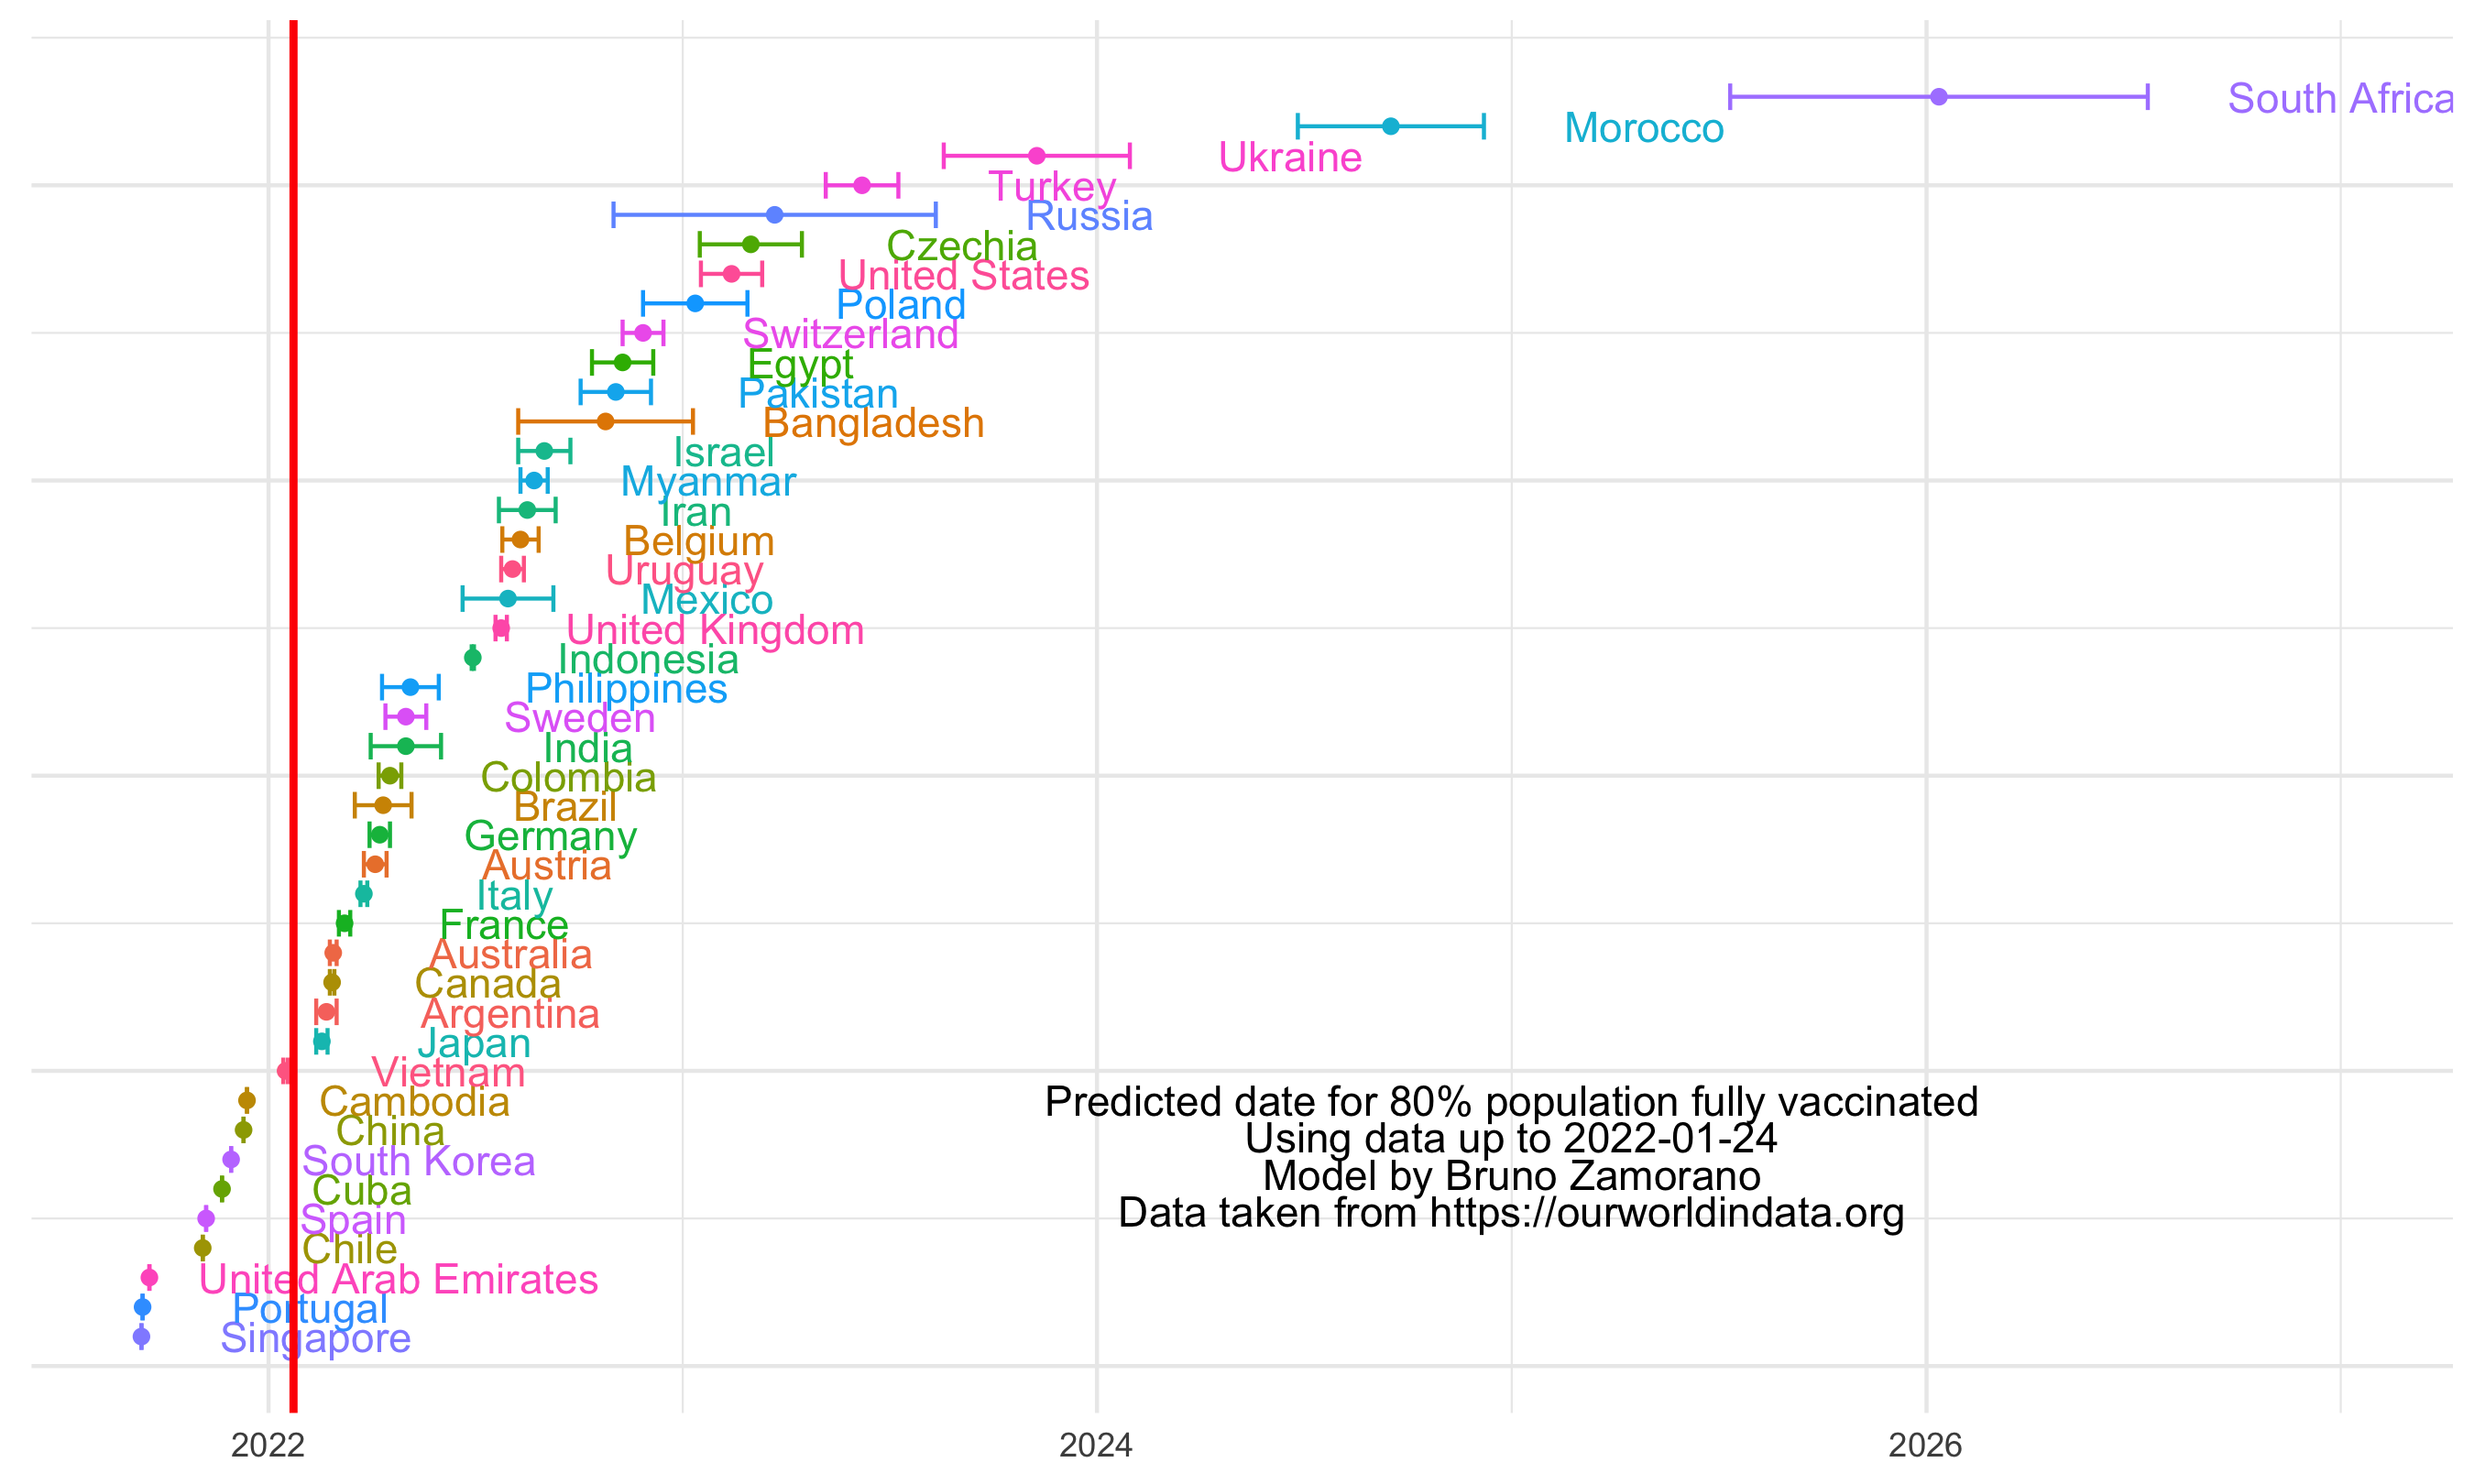 South Africa
Morocco
Ukraine
Turkey
Russia
Czechia
United States
Poland
Switzerland
Egypt
Pakistan
Bangladesh
Israel
Myanmar
Iran
Belgium
Uruguay
Mexico
United Kingdom
Indonesia
Philippines
Sweden
India
Colombia
Brazil
Germany
Austria
Italy
France
Australia
Canada
Argentina
Japan
Vietnam
Cambodia
China
South Korea
Cuba
Spain
Chile
United Arab Emirates
Portugal
Singapore
Predicted date for 80% population fully vaccinated
Using data up to 2022-01-24
Model by Bruno Zamorano
Data taken from https://ourworldindata.org
2022 2024 2026